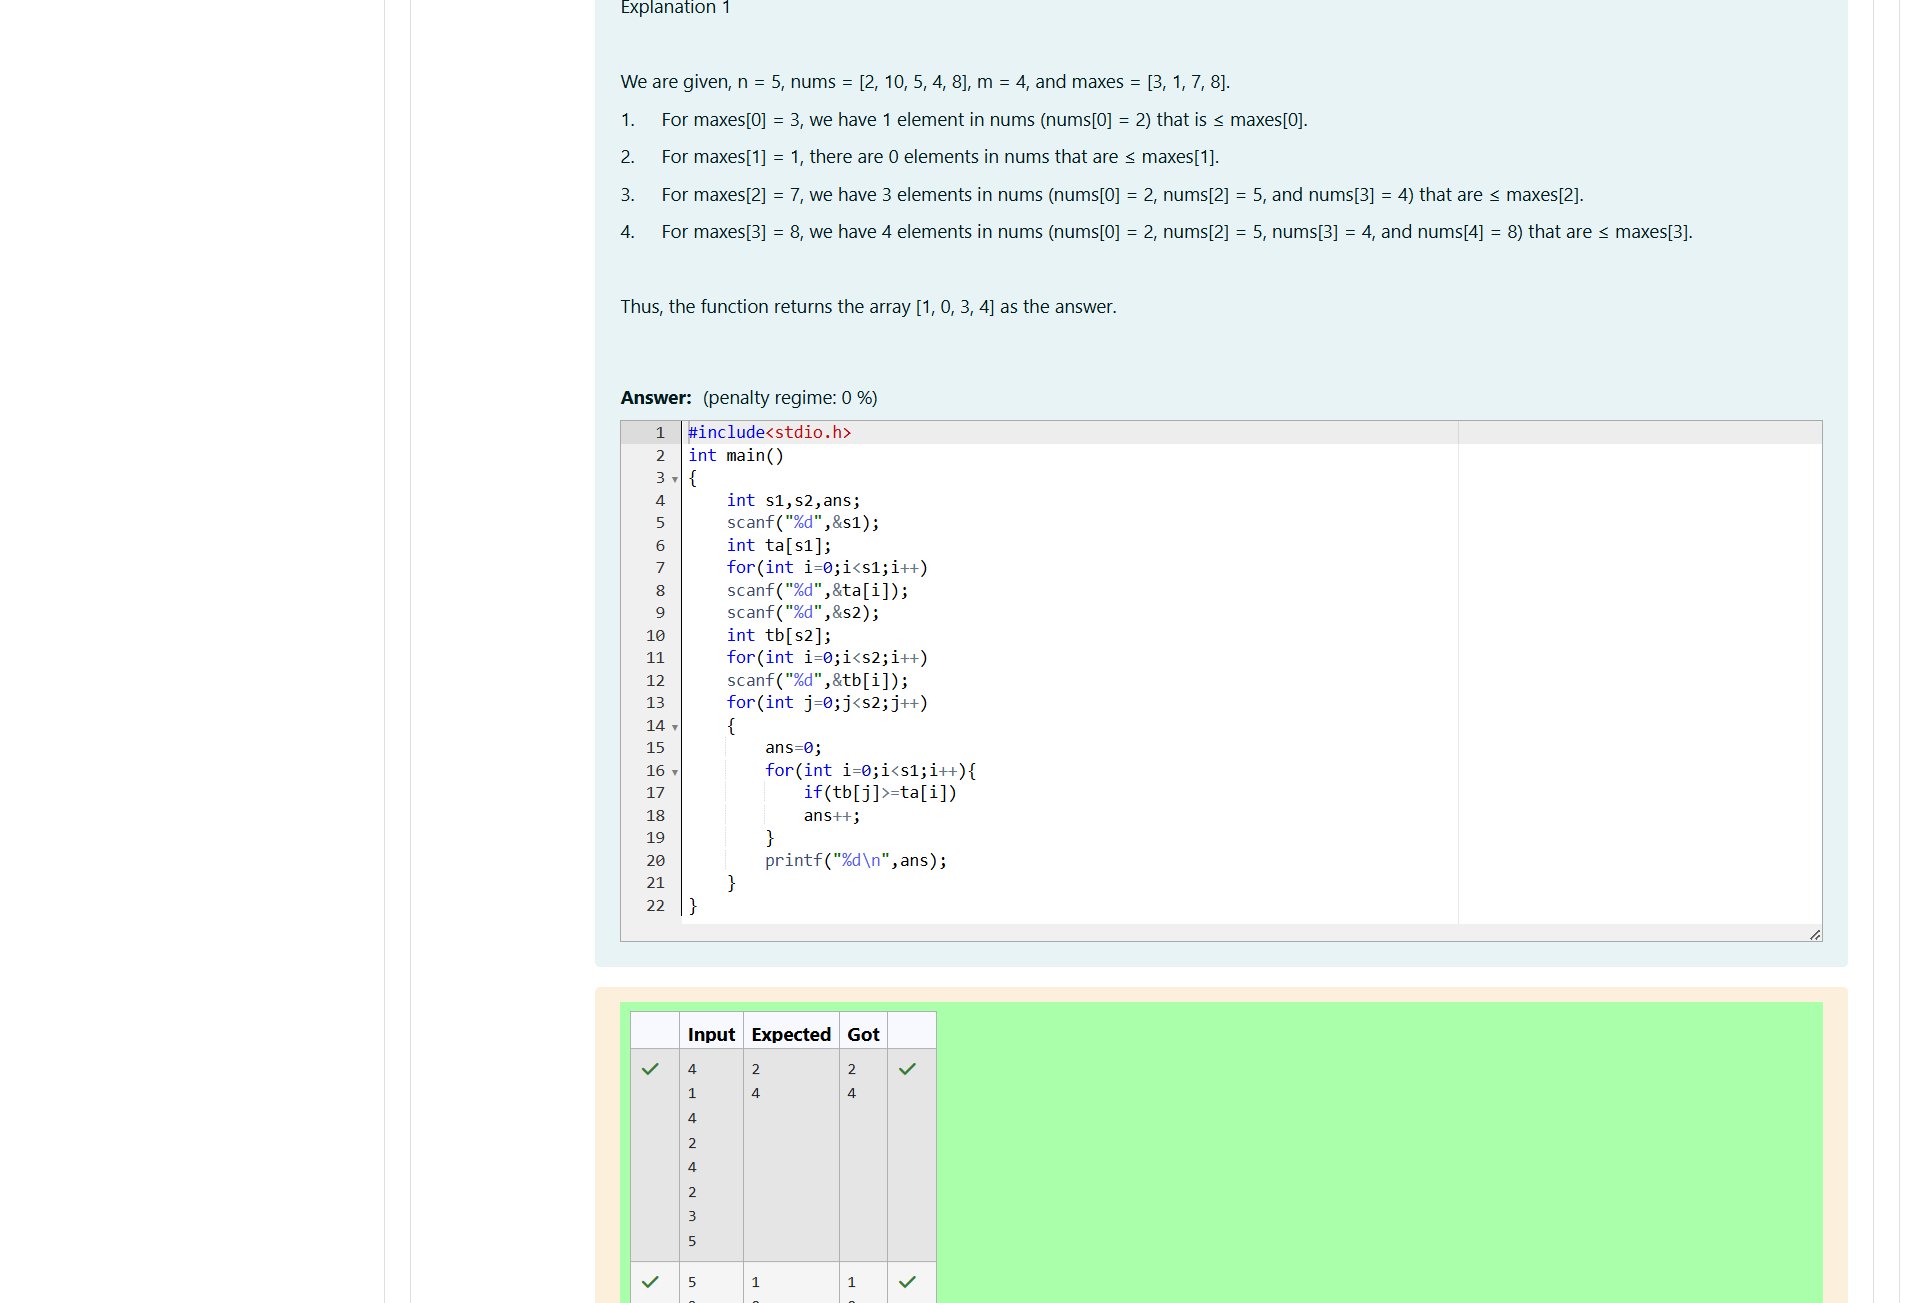 Explanation 1
We are given, n = 5, nums = [2, 10, 5, 4, 8], m = 4, and maxes = [3, 1, 7, 8].
1. For maxes[0] = 3, we have 1 element in nums (nums[0] = 2) that is ≤ maxes[0].
2. For maxes[1] = 1, there are 0 elements in nums that are ≤ maxes[1].
3. For maxes[2] = 7, we have 3 elements in nums (nums[0] = 2, nums[2] = 5, and nums[3] = 4) that are ≤ maxes[2].
4. For maxes[3] = 8, we have 4 elements in nums (nums[0] = 2, nums[2] = 5, nums[3] = 4, and nums[4] = 8) that are ≤ maxes[3].
Thus, the function returns the array [1, 0, 3, 4] as the answer.
Answer: (penalty regime: 0 %)
1 #include<stdio.h>
2 int main()
3 {
4     int s1,s2,ans;
5     scanf("%d",&s1);
6     int ta[s1];
7     for(int i=0;i<s1;i++)
8     scanf("%d",&ta[i]);
9     scanf("%d",&s2);
10     int tb[s2];
11     for(int i=0;i<s2;i++)
12     scanf("%d",&tb[i]);
13     for(int j=0;j<s2;j++)
14     {
15         ans=0;
16         for(int i=0;i<s1;i++){
17             if(tb[j]>=ta[i])
18             ans++;
19         }
20         printf("%d\n",ans);
21     }
22 }
Input Expected Got
4 2 2
1 4 4
4
2
4
2
3
5
5 1 1